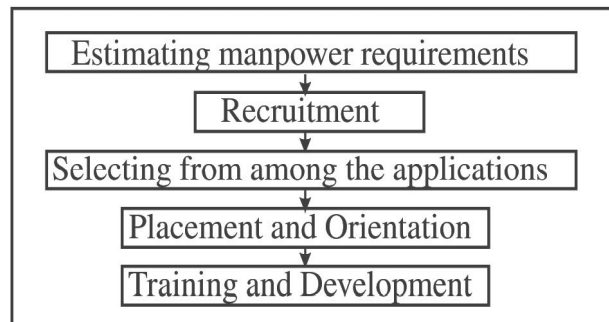 Estimating manpower requirements
Recruitment
Selecting from among the applications
Placement and Orientation
Training and Development